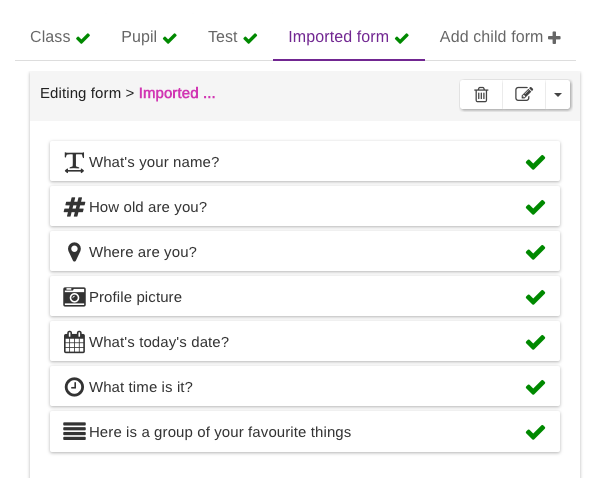 Class Pupil Test Imported form Add child form
Editing form > Imported ...
What's your name?
How old are you?
Where are you?
Profile picture
What's today's date?
What time is it?
Here is a group of your favourite things